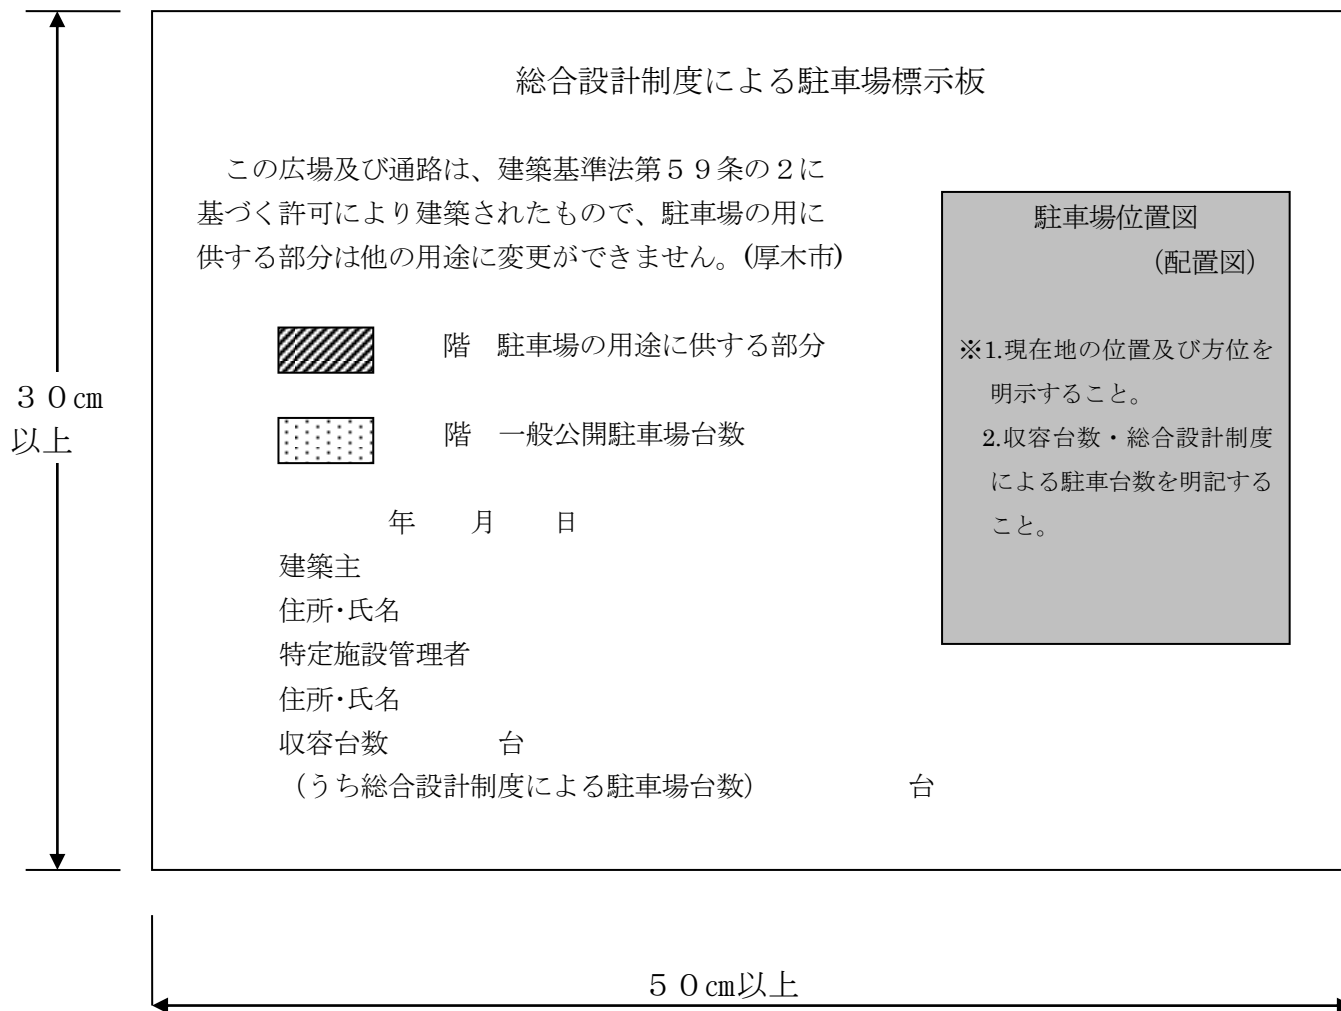 総合設計制度による駐車場標示板
この広場及び通路は、建築基準法第５９条の２に
基づく許可により建築されたもので、駐車場の用に
供する部分は他の用途に変更ができません。(厚木市)
階　駐車場の用途に供する部分
階　一般公開駐車場台数
年　　月　　日
建築主
住所･氏名
特定施設管理者
住所･氏名
収容台数　　　　台
（うち総合設計制度による駐車場台数）　　　　　　台
駐車場位置図
（配置図）
※1.現在地の位置及び方位を
明示すること。
2.収容台数・総合設計制度
による駐車台数を明記する
こと。
３０㎝
以上
５０㎝以上